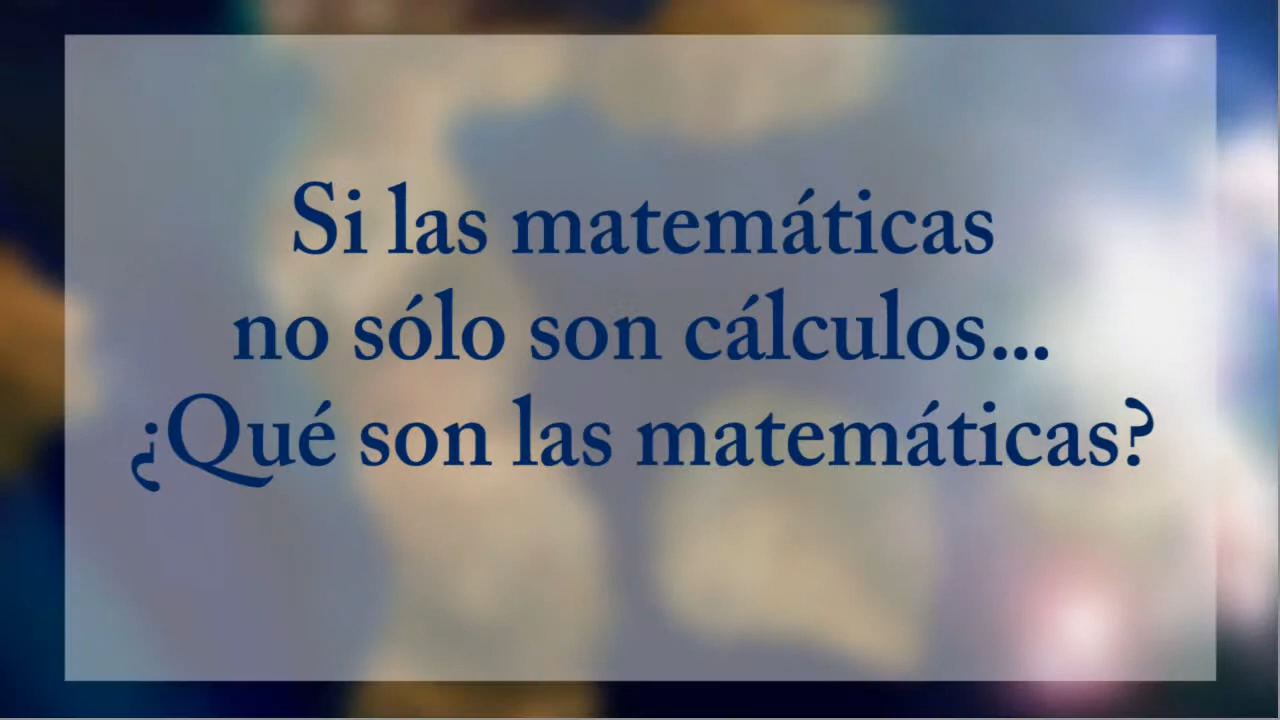 Si las matemáticas
no sólo son cálculos...
¿Qué son las matemáticas?